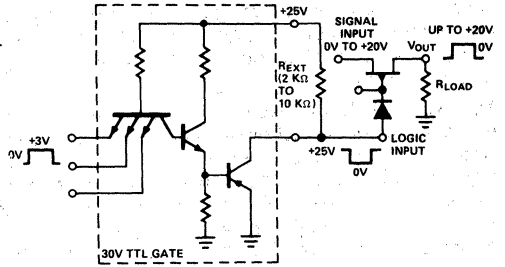 +25V
SIGNAL
INPUT
0V TO +20V
UP TO +20V
0V
VOUT
REXT
(2 KΩ
TO
10 KΩ)
RLOAD
+3V
0V
LOGIC
INPUT
+25V
0V
30V TTL GATE